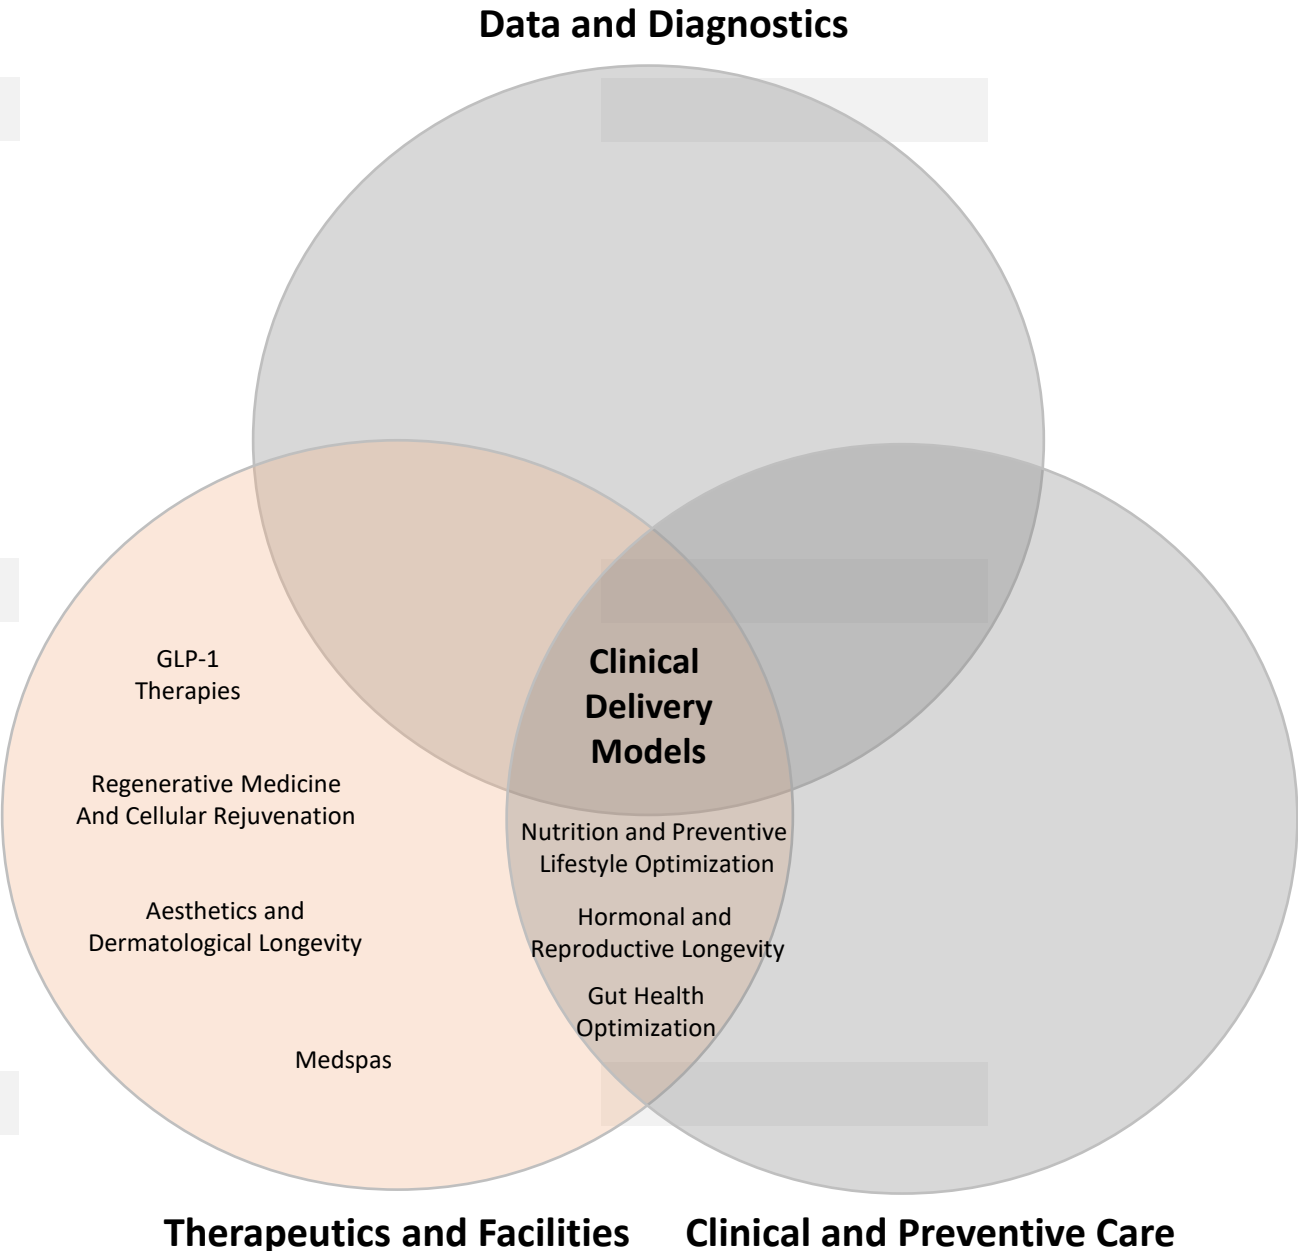 Data and Diagnostics
GLP-1
Therapies
Regenerative Medicine
And Cellular Rejuvenation
Aesthetics and
Dermatological Longevity
Medspas
Clinical
Delivery
Models
Nutrition and Preventive
Lifestyle Optimization
Hormonal and
Reproductive Longevity
Gut Health
Optimization
Therapeutics and Facilities
Clinical and Preventive Care